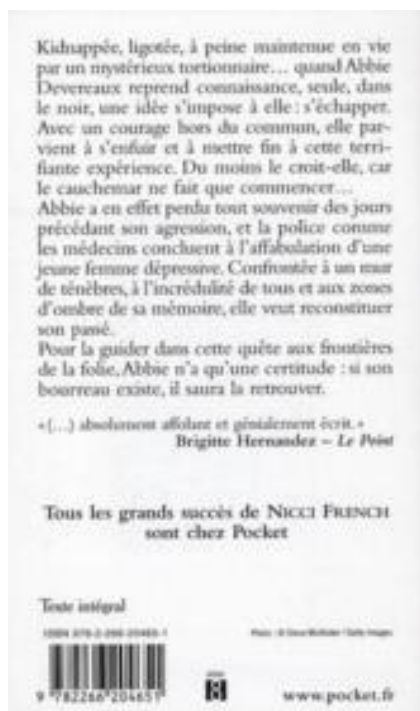 Kidnappée, ligotée, à peine maintenue en vie
par un mystérieux tortionnaire... quand Abbie
Devereaux reprend connaissance, seule, dans
le noir, une idée s'impose à elle : s'échapper.
Avec un courage hors du commun, elle par-
vient à s'enfuir et à mettre fin à cette terri-
fiante expérience. Du moins le croit-elle, car
le cauchemar ne fait que commencer...
Abbie a en effet perdu tout souvenir des jours
précédant son agression, et la police comme
les médecins concluent à l'affabulation d'une
jeune femme dépressive. Confrontée à un mur
de ténèbres, à l'incrédulité de tous et aux zones
d'ombre de sa mémoire, elle veut reconstituer
son passé.
Pour la guider dans cette quête aux frontières
de la folie, Abbie n'a qu'une certitude : si son
bourreau existe, il saura la retrouver.
« (...) absolument affolant et génialement écrit. »
Brigitte Hernandez – Le Point
Tous les grands succès de NICCI FRENCH
sont chez Pocket
Texte intégral
ISBN 978-2-266-20465-1
9 782266 204651
www.pocket.fr